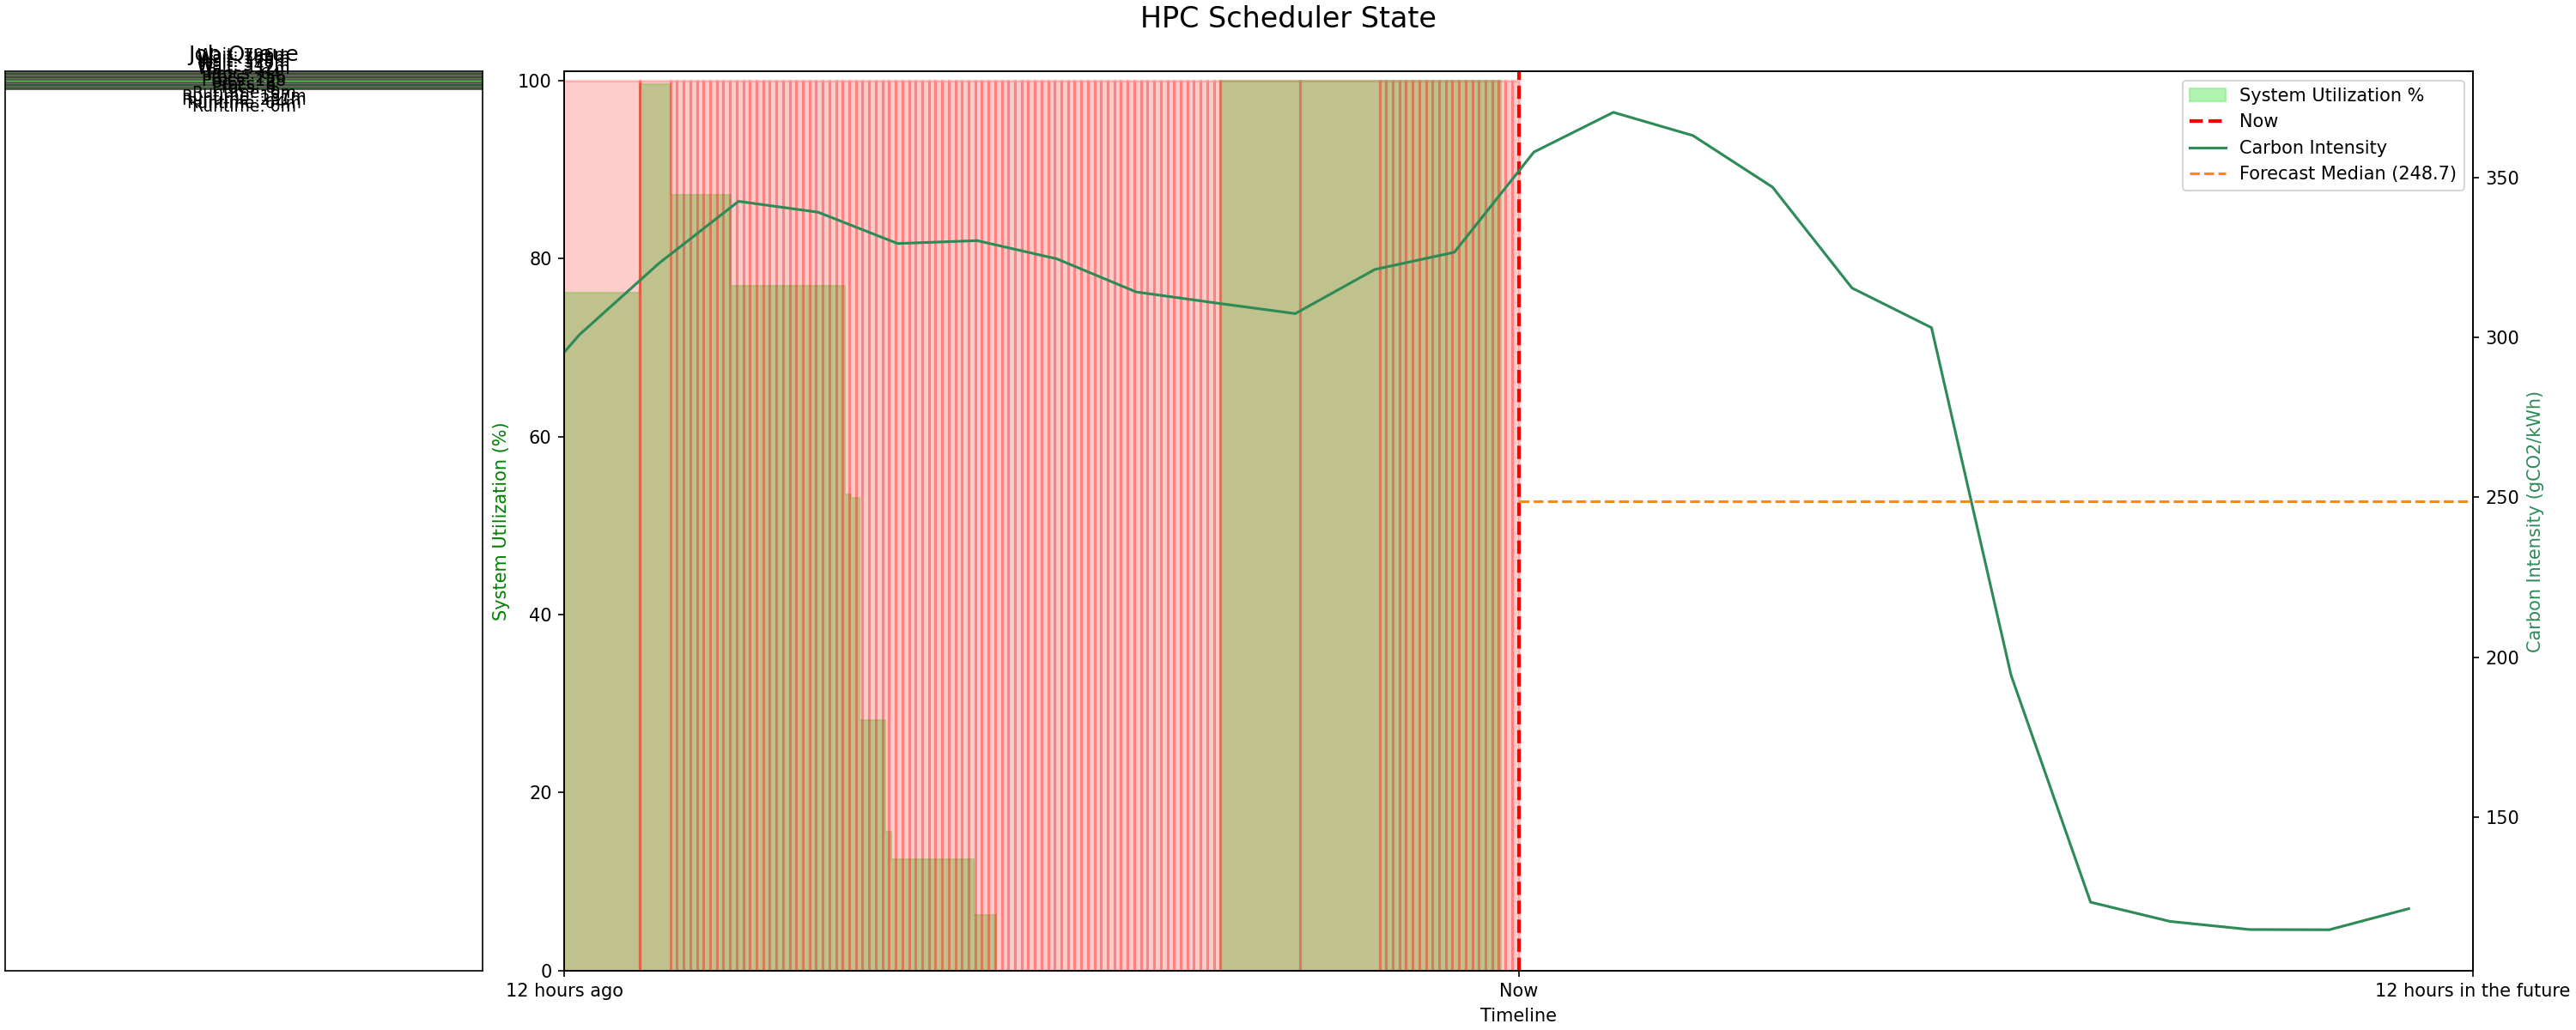 HPC Scheduler State
Job Queue
Runtime: 0m
System Utilization (%)
100
80
60
40
20
0
System Utilization %
Now
Carbon Intensity
Forecast Median (248.7)
350
300
250
200
150
Carbon Intensity (gCO2/kWh)
12 hours ago
Now
12 hours in the future
Timeline